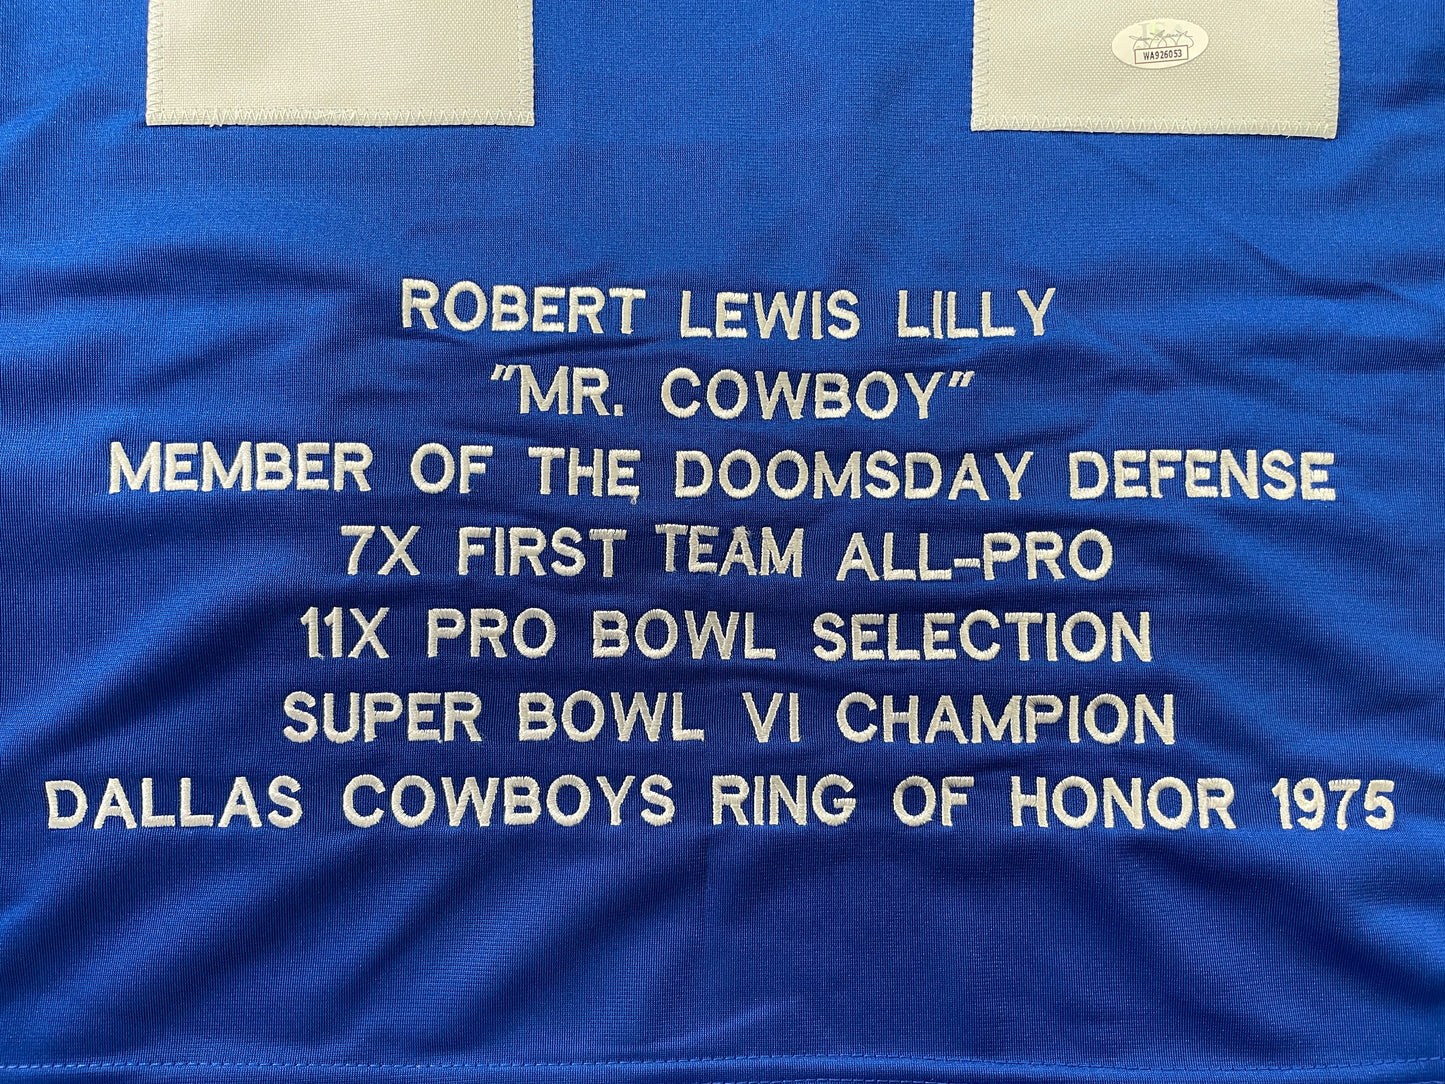 WA926053
ROBERT LEWIS LILLY
"MR. COWBOY"
MEMBER OF THE DOOMSDAY DEFENSE
7X FIRST TEAM ALL-PRO
11X PRO BOWL SELECTION
SUPER BOWL VI CHAMPION
DALLAS COWBOYS RING OF HONOR 1975